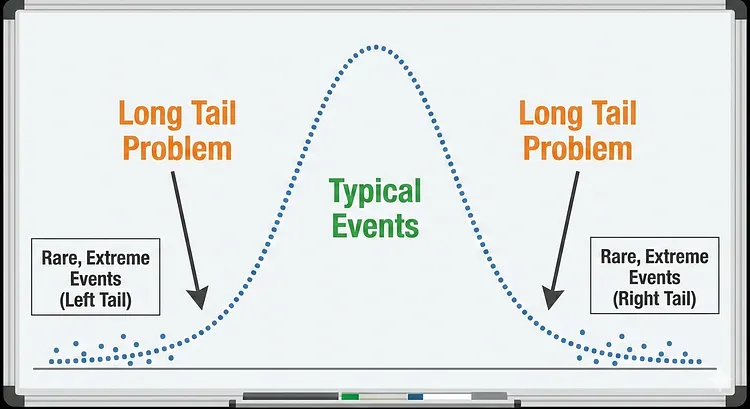 Long Tail
Problem
Long Tail
Problem
Typical
Events
Rare, Extreme
Events
(Left Tail)
Rare, Extreme
Events
(Right Tail)